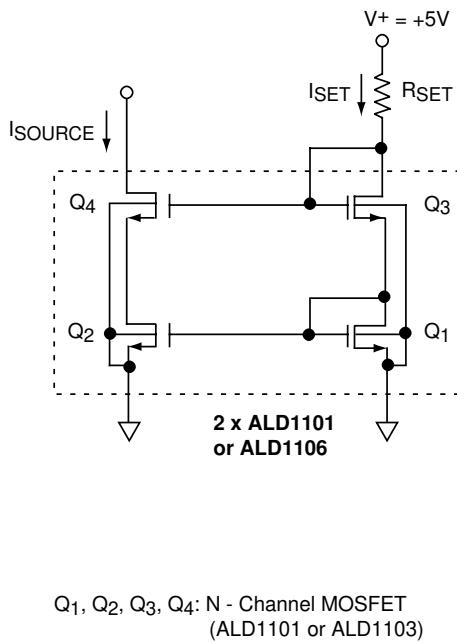 V+ = +5V
ISET
RSET
ISOURCE
Q4
Q3
Q2
Q1
2 x ALD1101
or ALD1106
Q1, Q2, Q3, Q4: N - Channel MOSFET
(ALD1101 or ALD1103)